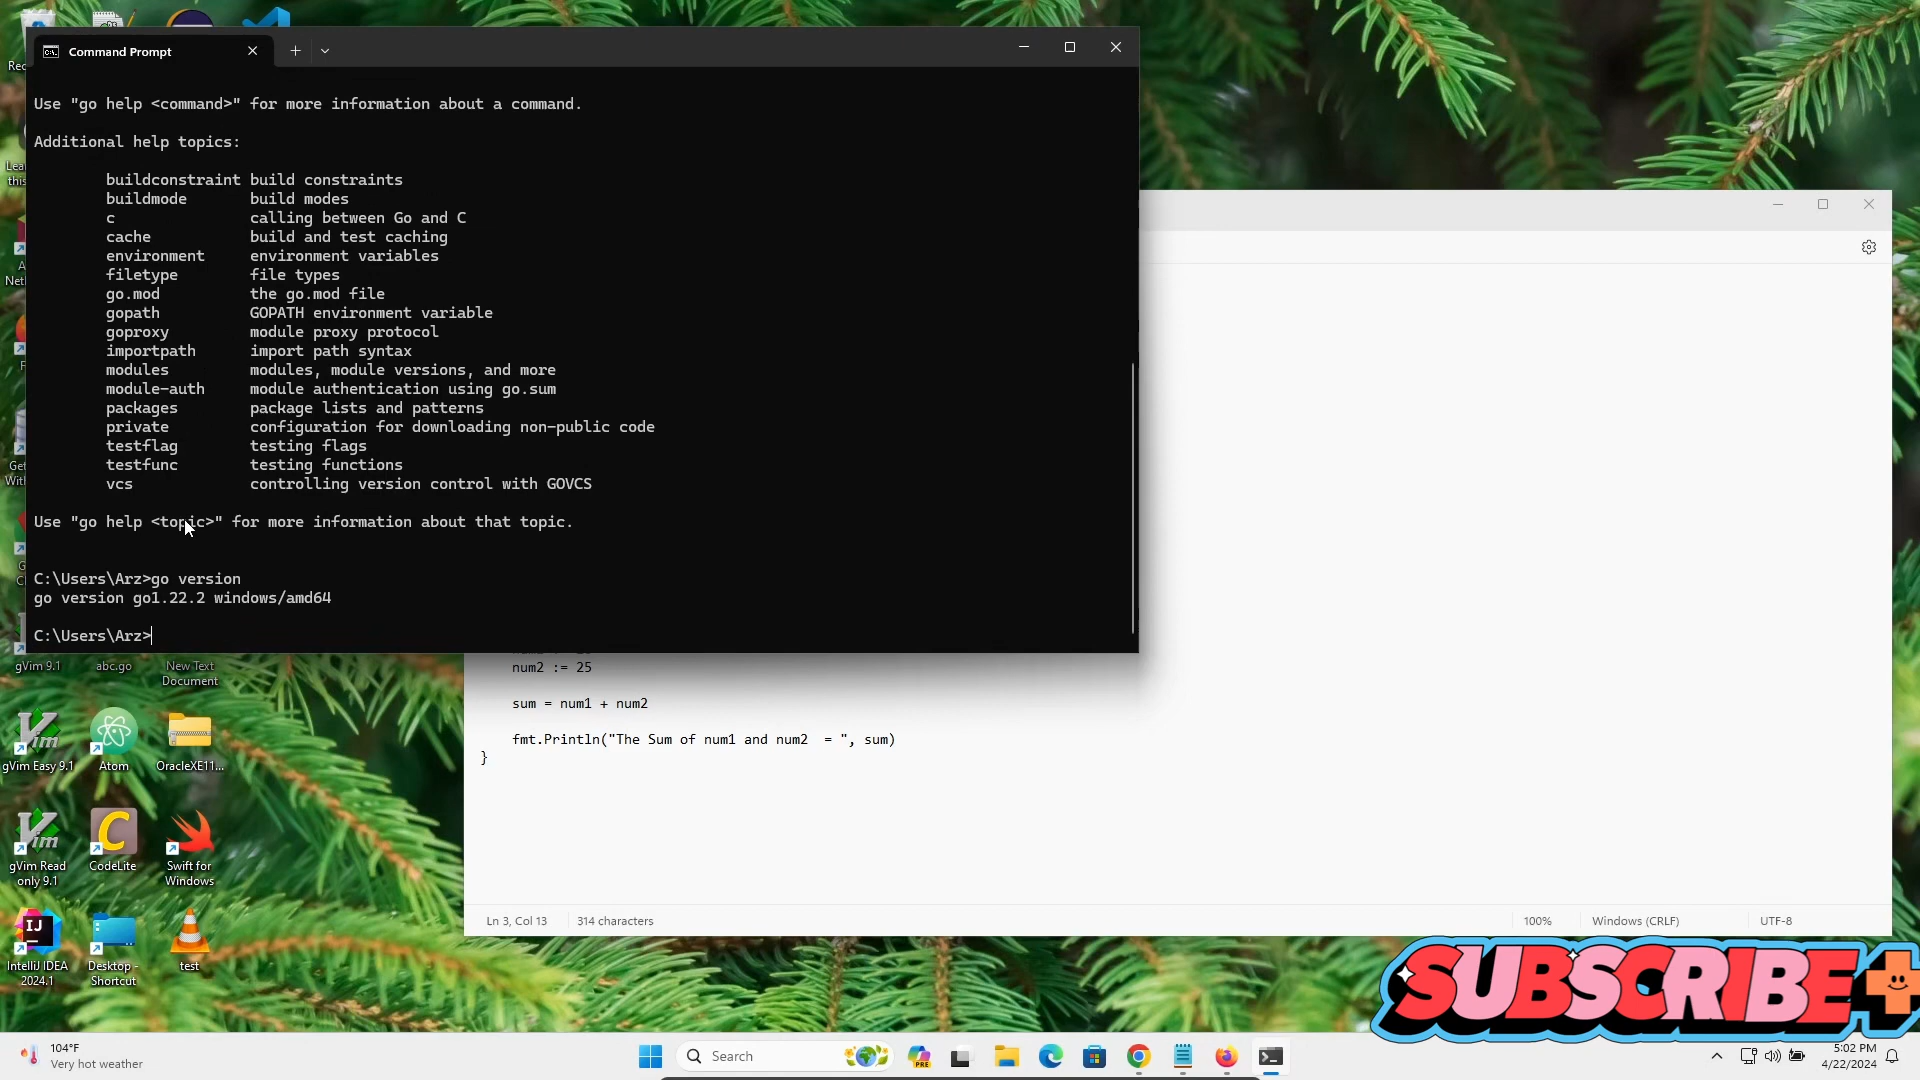 Command Prompt
Use "go help <command>" for more information about a command.
Additional help topics:
buildconstraint build constraints
buildmode build modes
c calling between Go and C
cache build and test caching
environment environment variables
filetype file types
go.mod the go.mod file
gopath GOPATH environment variable
goproxy module proxy protocol
importpath import path syntax
modules modules, module versions, and more
module-auth module authentication using go.sum
packages package lists and patterns
private configuration for downloading non-public code
testflag testing flags
testfunc testing functions
vcs controlling version control with GOVCS
Use "go help <topic>" for more information about that topic.
C:\Users\Arz>go version
go version go1.22.2 windows/amd64
C:\Users\Arz>
num2 := 25
sum = num1 + num2
fmt.Println("The Sum of num1 and num2  = ", sum)
}
Ln 3, Col 13
314 characters
100%
Windows (CRLF)
UTF-8
gVim 9.1
abc.go
New Text
Document
gVim Easy 9.1
Atom
OracleXE11...
gVim Read
only 9.1
CodeLite
Swift for
Windows
IntelliJ IDEA
2024.1
Desktop -
Shortcut
test
SUBSCRIBE
104°F
Very hot weather
Search
PRE
5:02 PM
4/22/2024